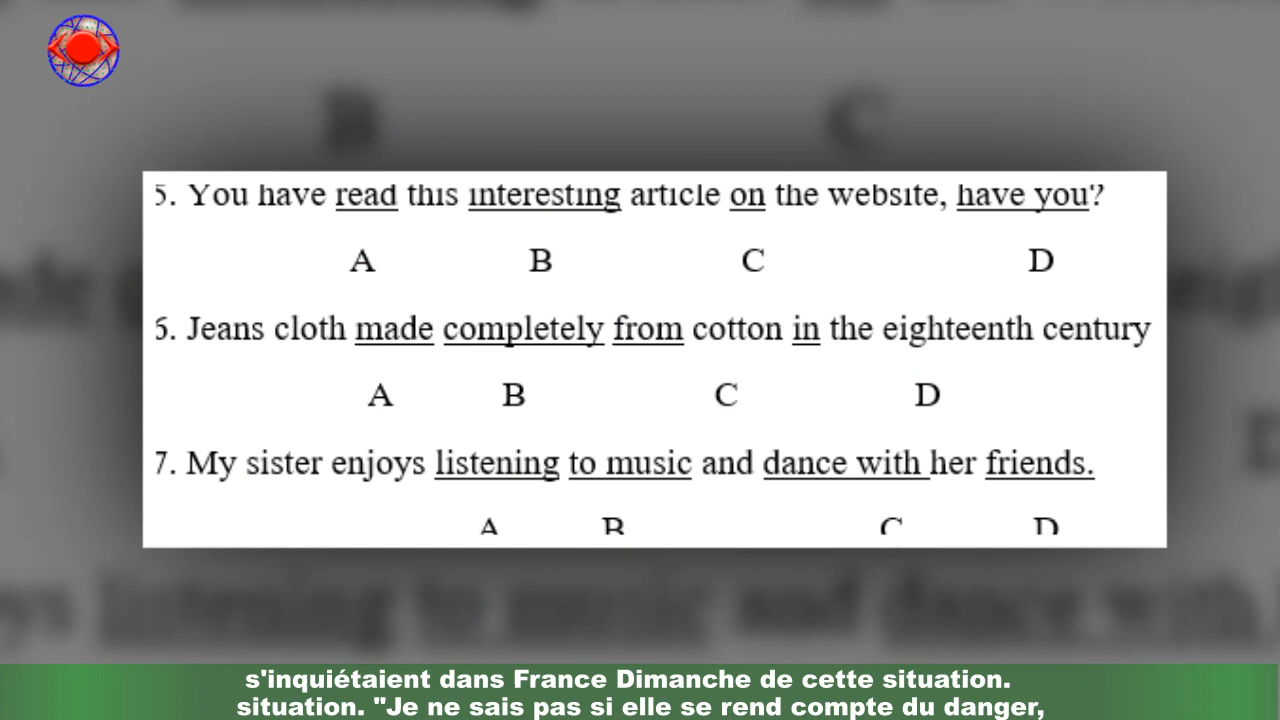 B C
5. You have read this interesting article on the website, have you?
A B C D
6. Jeans cloth made completely from cotton in the eighteenth century
A B C D
7. My sister enjoys listening to music and dance with her friends.
A B C D
s'inquiétaient dans France Dimanche de cette situation.
situation. "Je ne sais pas si elle se rend compte du danger,